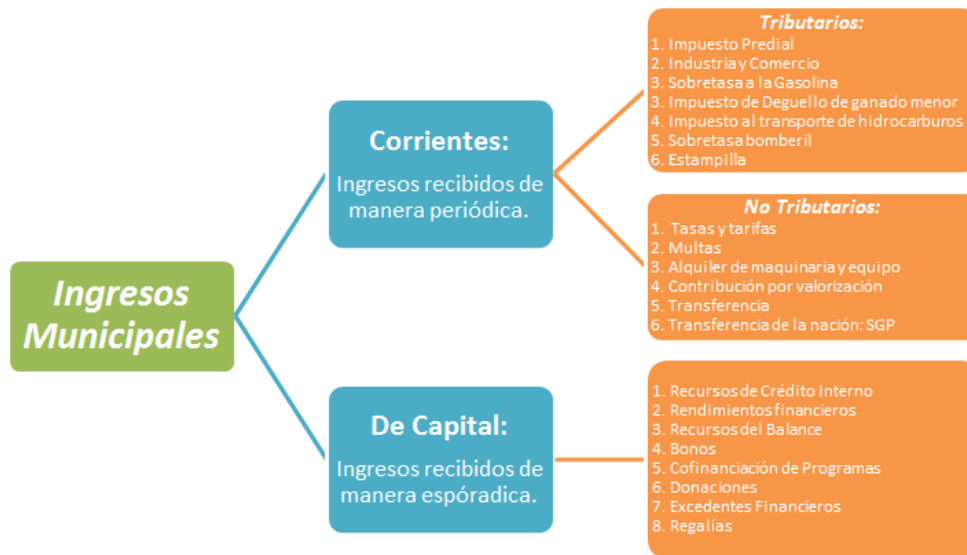 Ingresos
Municipales
Corrientes:
Ingresos recibidos de
manera periódica.
Tributarios:
1. Impuesto Predial
2. Industria y Comercio
3. Sobretasa a la Gasolina
3. Impuesto de Deguello de ganado menor
4. Impuesto al transporte de hidrocarburos
5. Sobretasa bomberil
6. Estampilla
No Tributarios:
1. Tasas y tarifas
2. Multas
3. Alquiler de maquinaria y equipo
4. Contribución por valorización
5. Transferencia
6. Transferencia de la nación: SGP
De Capital:
Ingresos recibidos de
manera espóradica.
1. Recursos de Crédito Interno
2. Rendimientos financieros
3. Recursos del Balance
4. Bonos
5. Cofinanciación de Programas
6. Donaciones
7. Excedentes Financieros
8. Regalías